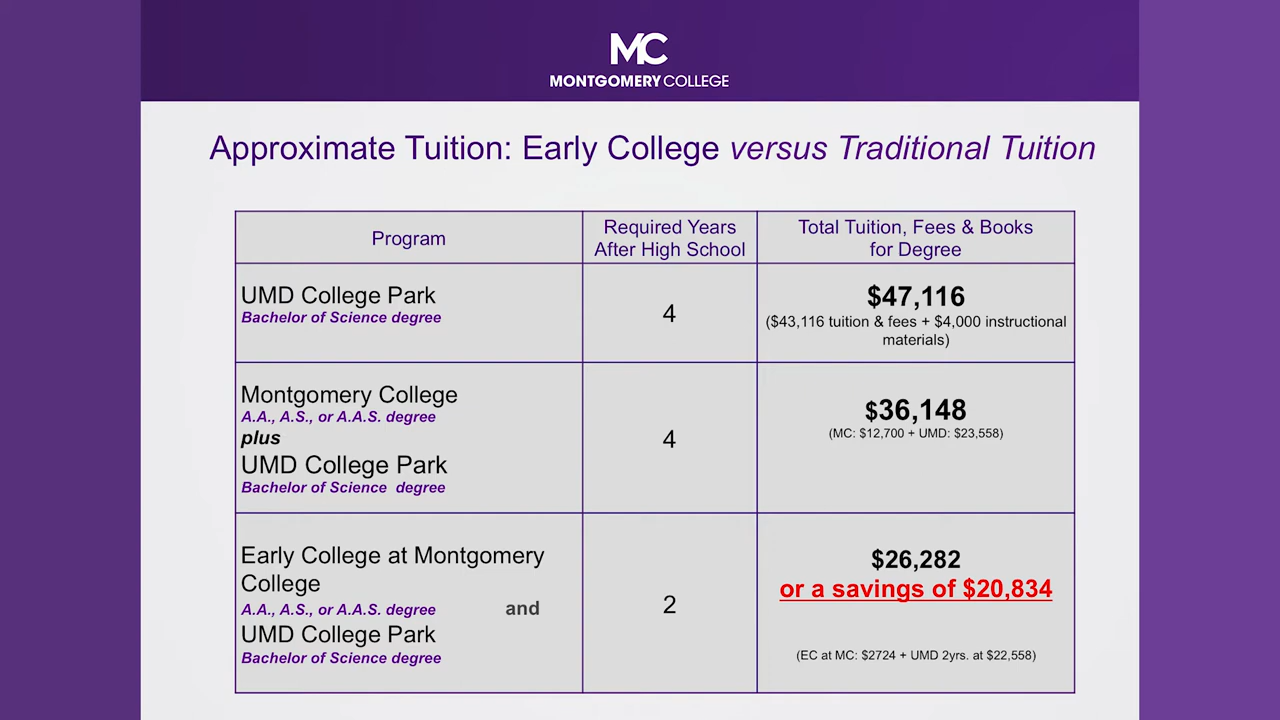 MC
MONTGOMERY COLLEGE
Approximate Tuition: Early College versus Traditional Tuition
Program
Required Years
After High School
Total Tuition, Fees & Books
for Degree
UMD College Park
Bachelor of Science degree
4
$47,116
($43,116 tuition & fees + $4,000 instructional
materials)
Montgomery College
A.A., A.S., or A.A.S. degree
plus
UMD College Park
Bachelor of Science degree
4
$36,148
(MC: $12,700 + UMD: $23,558)
Early College at Montgomery
College
A.A., A.S., or A.A.S. degree and
UMD College Park
Bachelor of Science degree
2
$26,282
or a savings of $20,834
(EC at MC: $2724 + UMD 2yrs. at $22,558)